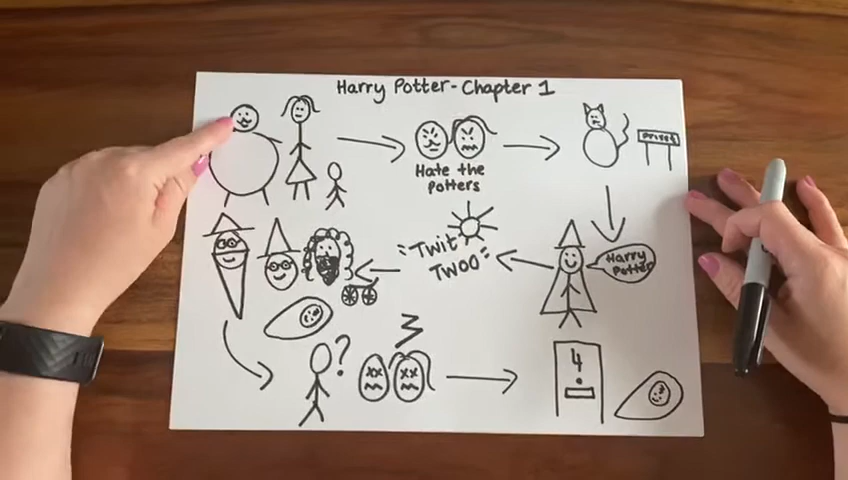 Harry Potter - Chapter 1
Hate the
Potters
PRIVET
Harry
Potter
"Twit
Twoo"
?
4